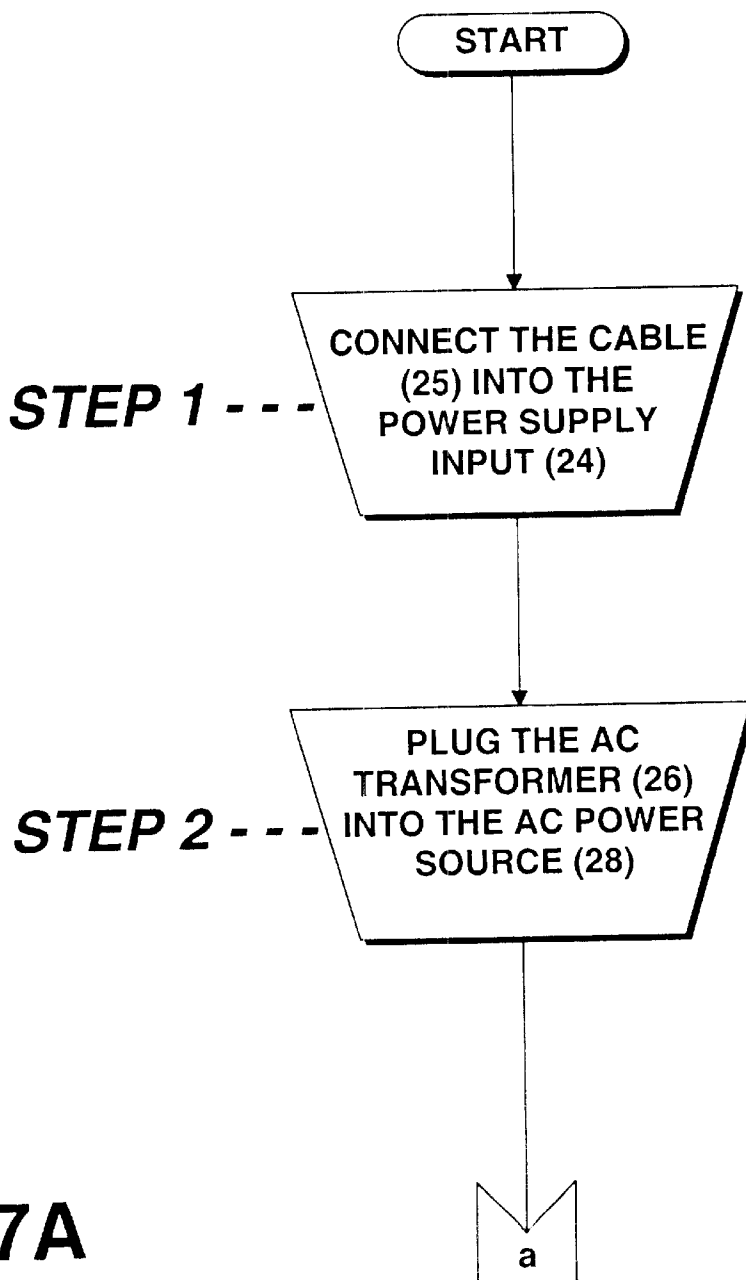 START
CONNECT THE CABLE
(25) INTO THE
POWER SUPPLY
INPUT (24)
STEP 1 - - -
PLUG THE AC
TRANSFORMER (26)
INTO THE AC POWER
SOURCE (28)
STEP 2 - - -
7A
a